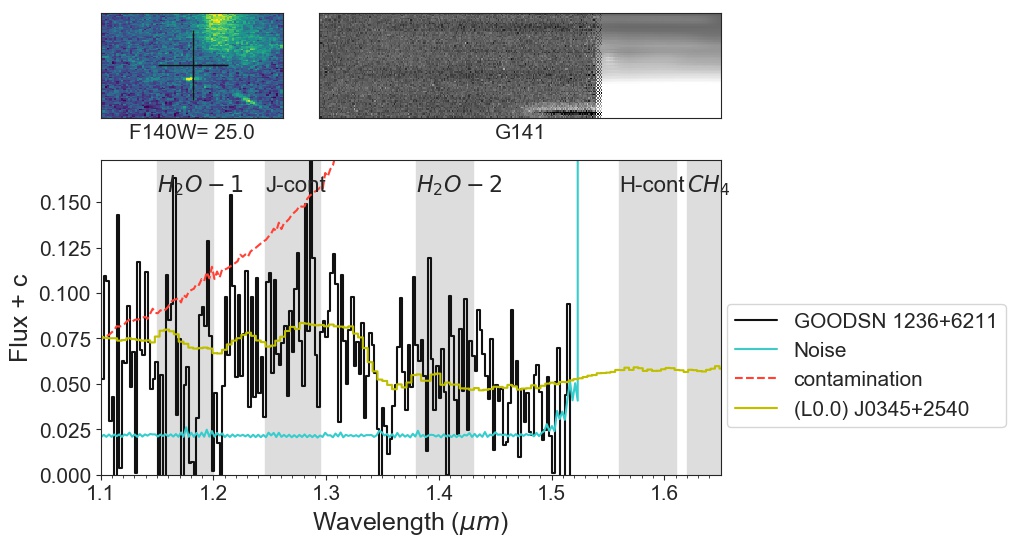 F140W= 25.0
G141
H₂O − 1
J-cont
H₂O − 2
H-cont
CH₄
Flux + c
0.150
0.125
0.100
0.075
0.050
0.025
0.000
1.1
1.2
1.3
1.4
1.5
1.6
Wavelength (μm)
GOODSN 1236+6211
Noise
contamination
(L0.0) J0345+2540